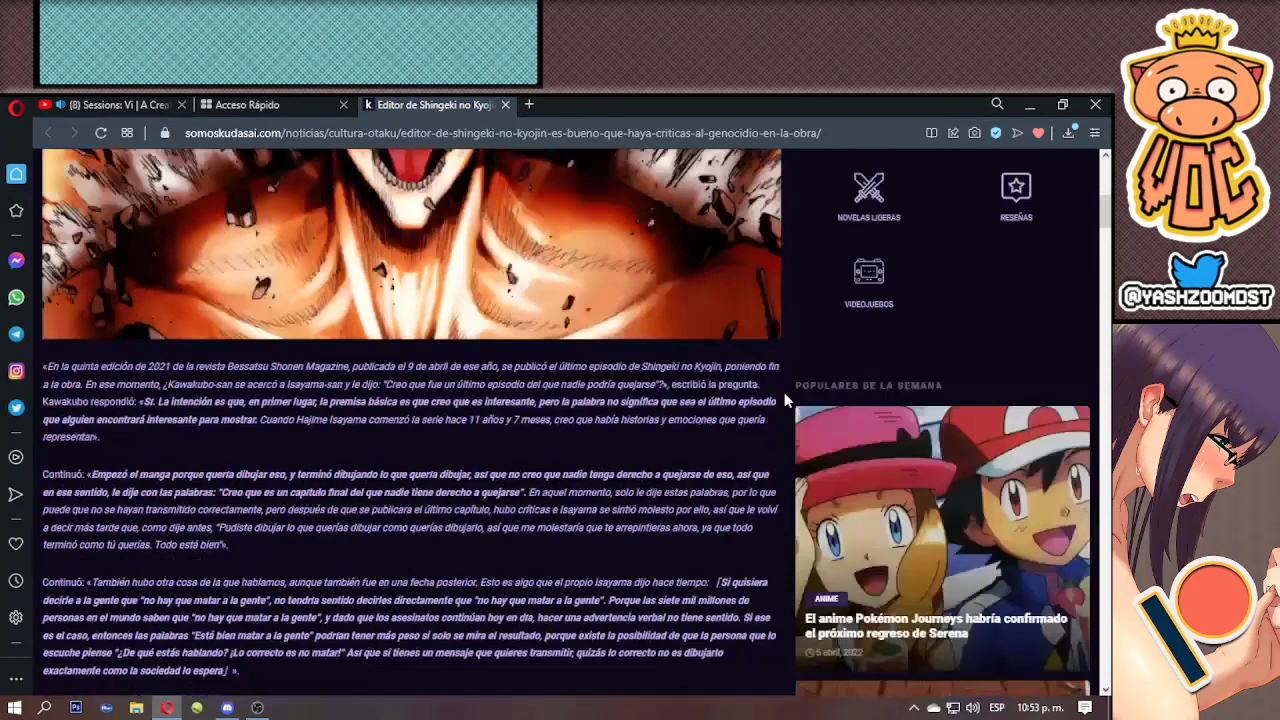 (8) Sessions: Vi | A Crea
Acceso Rápido
Editor de Shingeki no Kyoj
somoskudasai.com/noticias/cultura-otaku/editor-de-shingeki-no-kyojin-es-bueno-que-haya-criticas-al-genocidio-en-la-obra/
WOC
@YASHZOOMDST
NOVELAS LIGERAS
RESEÑAS
VIDEOJUEGOS
«En la quinta edición de 2021 de la revista Bessatsu Shonen Magazine, publicada el 9 de abril de ese año, se publicó el último episodio de Shingeki no Kyojin, poniendo fin
a la obra. En ese momento, ¿Kawakubo-san se acercó a Isayama-san y le dijo: "Creo que fue un último episodio del que nadie podría quejarse"?», escribió la pregunta.
Kawakubo respondió: «Sí. La intención es que, en primer lugar, la premisa básica es que creo que es interesante, pero la palabra no significa que sea el último episodio
que alguien encontrará interesante para mostrar. Cuando Hajime Isayama comenzó la serie hace 11 años y 7 meses, creo que había historias y emociones que quería
representar».
Continuó: «Empezó el manga porque quería dibujar eso, y terminó dibujando lo que quería dibujar, así que no creo que nadie tenga derecho a quejarse de eso, así que
en ese sentido, le dije con las palabras: "Creo que es un capítulo final del que nadie tiene derecho a quejarse". En aquel momento, solo le dije estas palabras, por lo que
puede que no se hayan transmitido correctamente, pero después de que se publicara el último capítulo, hubo críticas e Isayama se sintió molesto por ello, así que le volví
a decir más tarde que, como dije antes, "Pudiste dibujar lo que querías dibujar como querías dibujarlo, así que me molestaría que te arrepintieras ahora, ya que todo
terminó como tú querías. Todo está bien"».
Continuó: «También hubo otra cosa de la que hablamos, aunque también fue en una fecha posterior. Esto es algo que el propio Isayama dijo hace tiempo: 「Si quisiera
decirle a la gente que "no hay que matar a la gente", no tendría sentido decirles directamente que "no hay que matar a la gente". Porque las siete mil millones de
personas en el mundo saben que "no hay que matar a la gente", y dado que los asesinatos continúan hoy en día, hacer una advertencia verbal no tiene sentido. Si ese
es el caso, entonces las palabras "Está bien matar a la gente" podrían tener más peso si solo se mira el resultado, porque existe la posibilidad de que la persona que lo
escuche piense "¿De qué estás hablando? ¡Lo correcto es no matar!" Así que si tienes un mensaje que quieres transmitir, quizás lo correcto no es dibujarlo
exactamente como la sociedad lo espera」».
POPULARES DE LA SEMANA
ANIME
El anime Pokémon Journeys habría confirmado
el próximo regreso de Serena
5 abril, 2022
ESP
10:53 p. m.